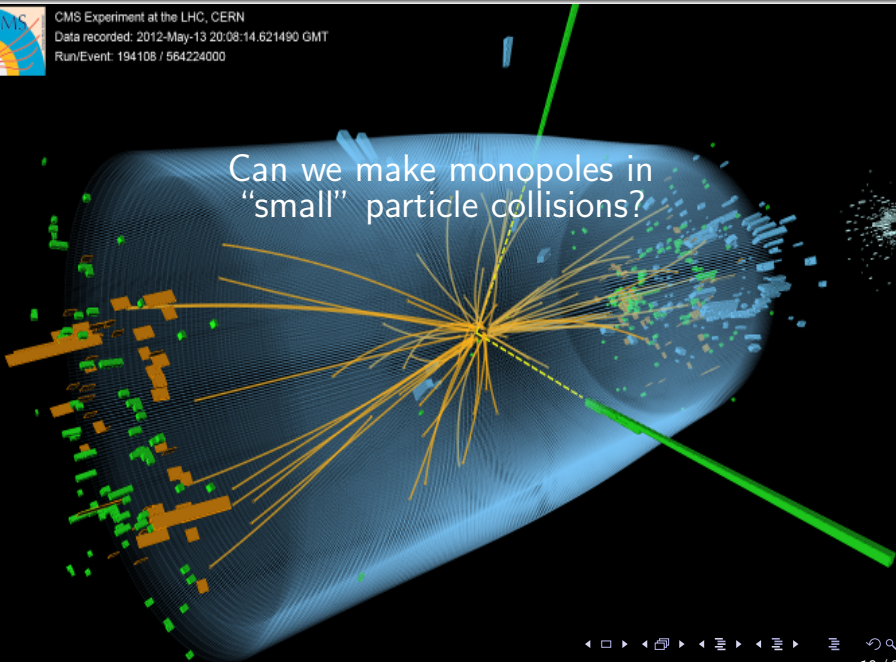 CMS Experiment at the LHC, CERN
Data recorded: 2012-May-13 20:08:14.621490 GMT
Run/Event: 194108 / 564224000
Can we make monopoles in
“small” particle collisions?